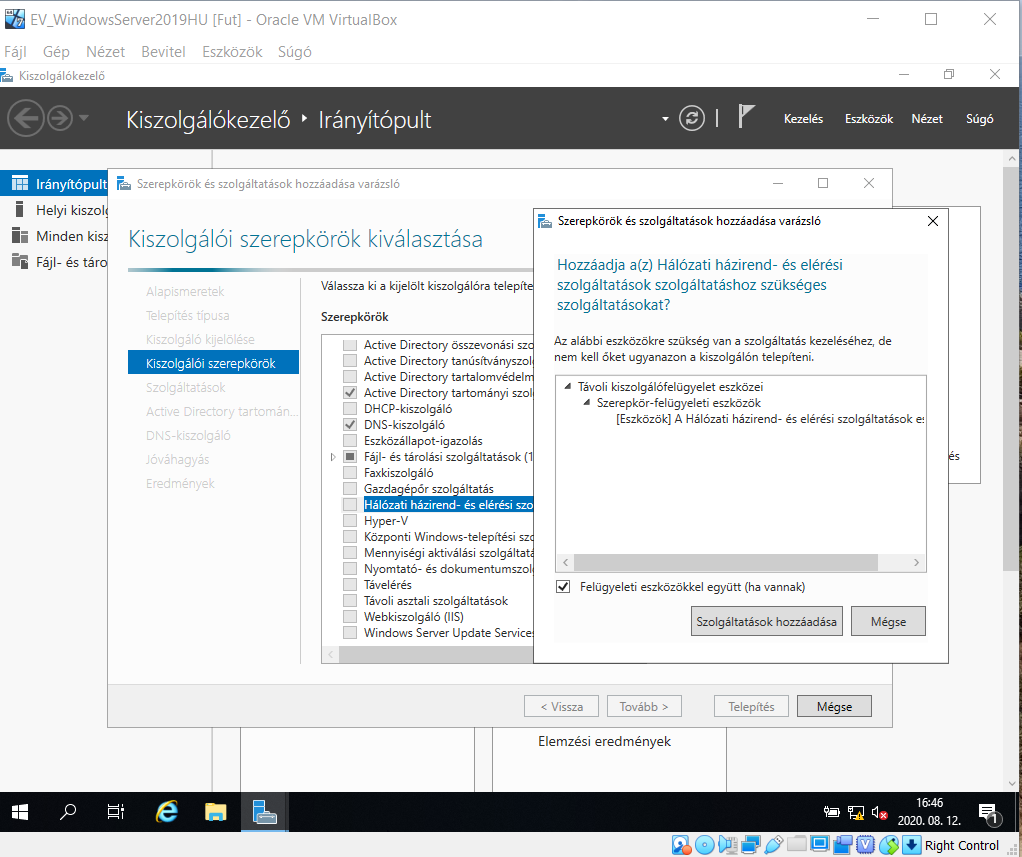 EV_WindowsServer2019HU [Fut] - Oracle VM VirtualBox
Fájl Gép Nézet Bevitel Eszközök Súgó
Kiszolgálókezelő
Kiszolgálókezelő Irányítópult
Kezelés Eszközök Nézet Súgó
Irányítópult
Helyi kiszolg
Minden kisz
Fájl- és táro
Szerepkörök és szolgáltatások hozzáadása varázsló
Kiszolgálói szerepkörök kiválasztása
Alapismeretek
Telepítés típusa
Kiszolgáló kijelölése
Kiszolgálói szerepkörök
Szolgáltatások
Active Directory tartomán...
DNS-kiszolgáló
Jóváhagyás
Eredmények
Válassza ki a kijelölt kiszolgálóra telepíte
Szerepkörök
Active Directory összevonási szo
Active Directory tanúsítványszol
Active Directory tartalomvédelm
Active Directory tartományi szol
DHCP-kiszolgáló
DNS-kiszolgáló
Eszközállapot-igazolás
Fájl- és tárolási szolgáltatások (1
Faxkiszolgáló
Gazdagépőr szolgáltatás
Hálózati házirend- és elérési szo
Hyper-V
Központi Windows-telepítési szo
Mennyiségi aktiválási szolgáltatá
Nyomtató- és dokumentumszol
Távelérés
Távoli asztali szolgáltatások
Webkiszolgáló (IIS)
Windows Server Update Services
< Vissza Tovább > Telepítés Mégse
Szerepkörök és szolgáltatások hozzáadása varázsló
Hozzáadja a(z) Hálózati házirend- és elérési
szolgáltatások szolgáltatáshoz szükséges
szolgáltatásokat?
Az alábbi eszközökre szükség van a szolgáltatás kezeléséhez, de
nem kell őket ugyanazon a kiszolgálón telepíteni.
Távoli kiszolgálófelügyelet eszközei
Szerepkör-felügyeleti eszközök
[Eszközök] A Hálózati házirend- és elérési szolgáltatások es
Felügyeleti eszközökkel együtt (ha vannak)
Szolgáltatások hozzáadása Mégse
és
Elemzési eredmények
16:46
2020. 08. 12.
1
Right Control